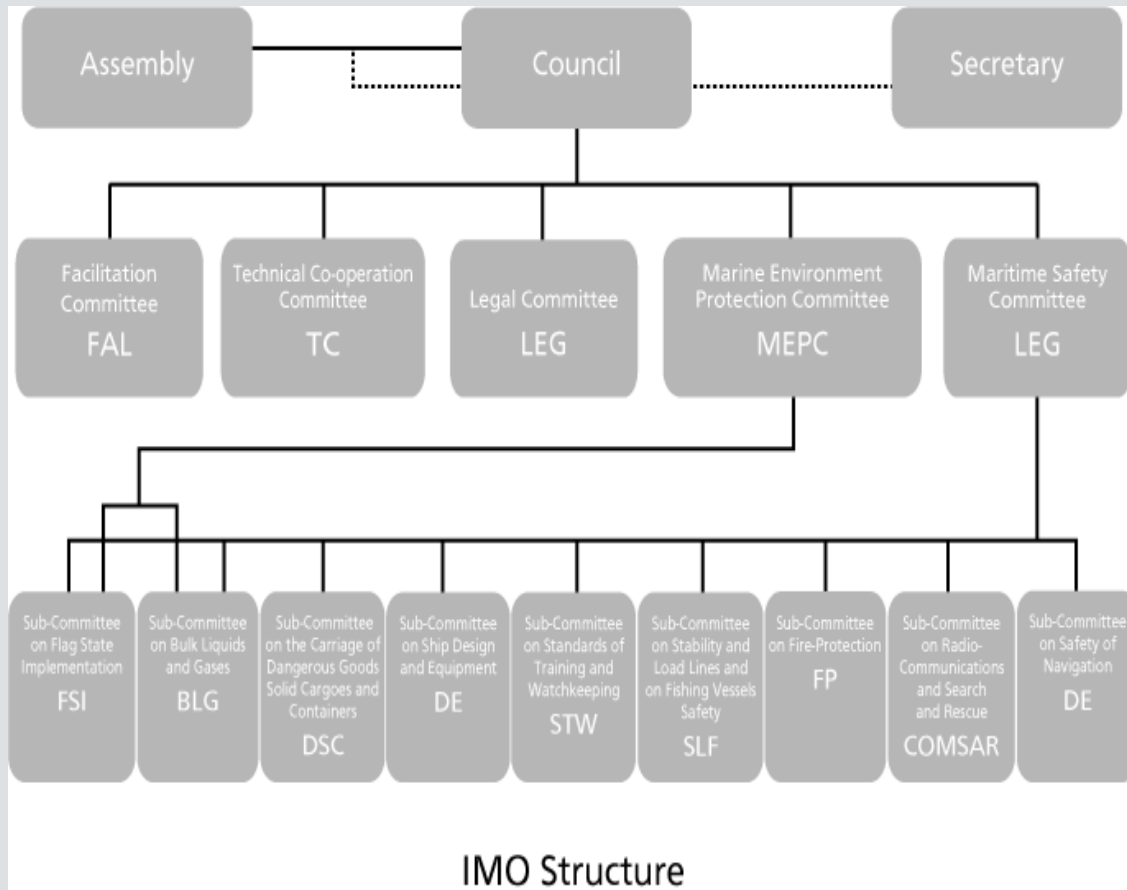 Assembly
Council
Secretary
Facilitation
Committee
FAL
Technical Co-operation
Committee
TC
Legal Committee
LEG
Marine Environment
Protection Committee
MEPC
Maritime Safety
Committee
LEG
Sub-Committee
on Flag State
Implementation
FSI
Sub-Committee
on Bulk Liquids
and Gases
BLG
Sub-Committee
on the Carriage of
Dangerous Goods
Solid Cargoes and
Containers
DSC
Sub-Committee
on Ship Design
and Equipment
DE
Sub-Committee
on Standards of
Training and
Watchkeeping
STW
Sub-Committee
on Stability and
Load Lines and
on Fishing Vessels
Safety
SLF
Sub-Committee
on Fire-Protection
FP
Sub-Committee
on Radio-
Communications
and Search
and Rescue
COMSAR
Sub-Committee
on Safety of
Navigation
DE
IMO Structure